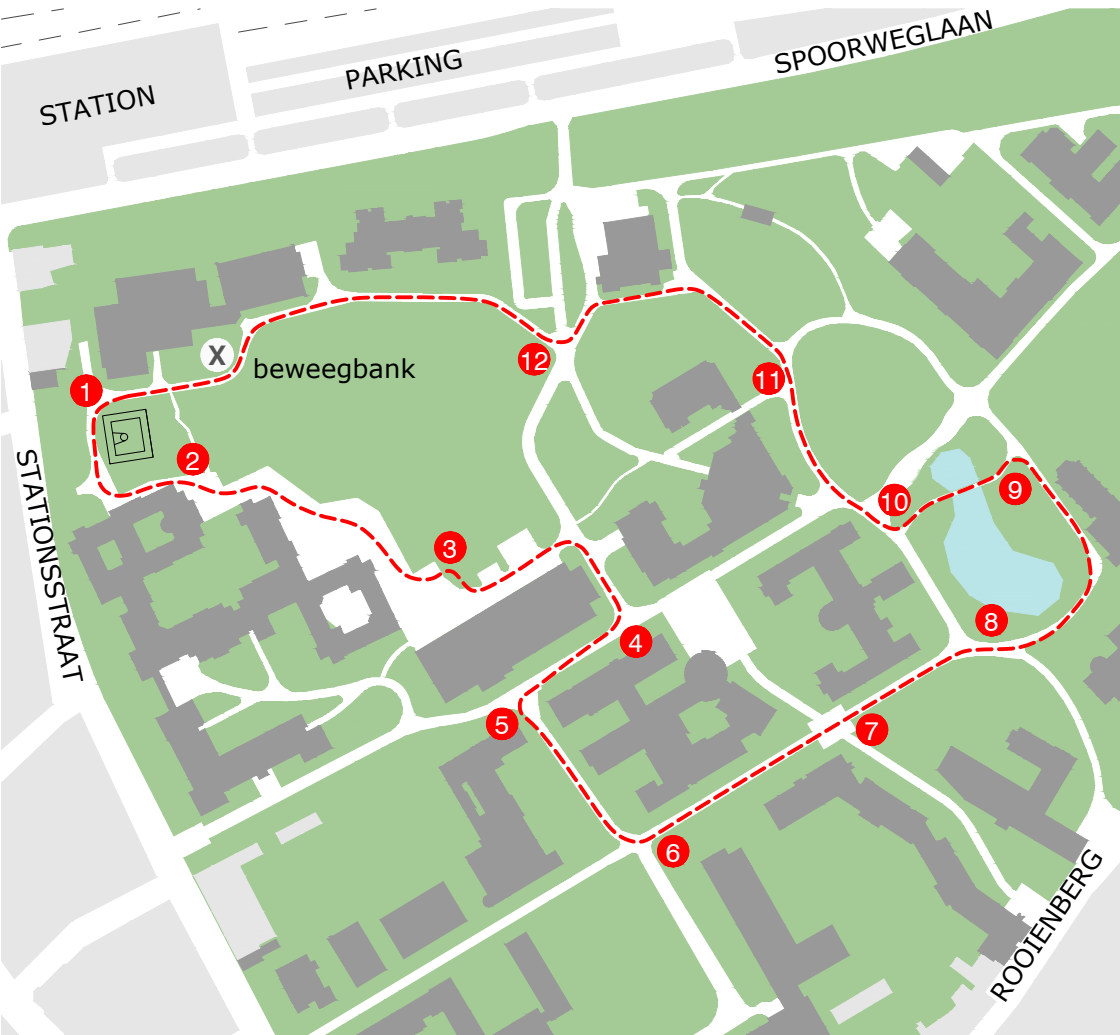 SPOORWEGLAAN
PARKING
STATION
X
beweegbank
12
1
11
2
9
10
3
STATIONSSTRAAT
8
4
5
7
6
ROOIENBERG